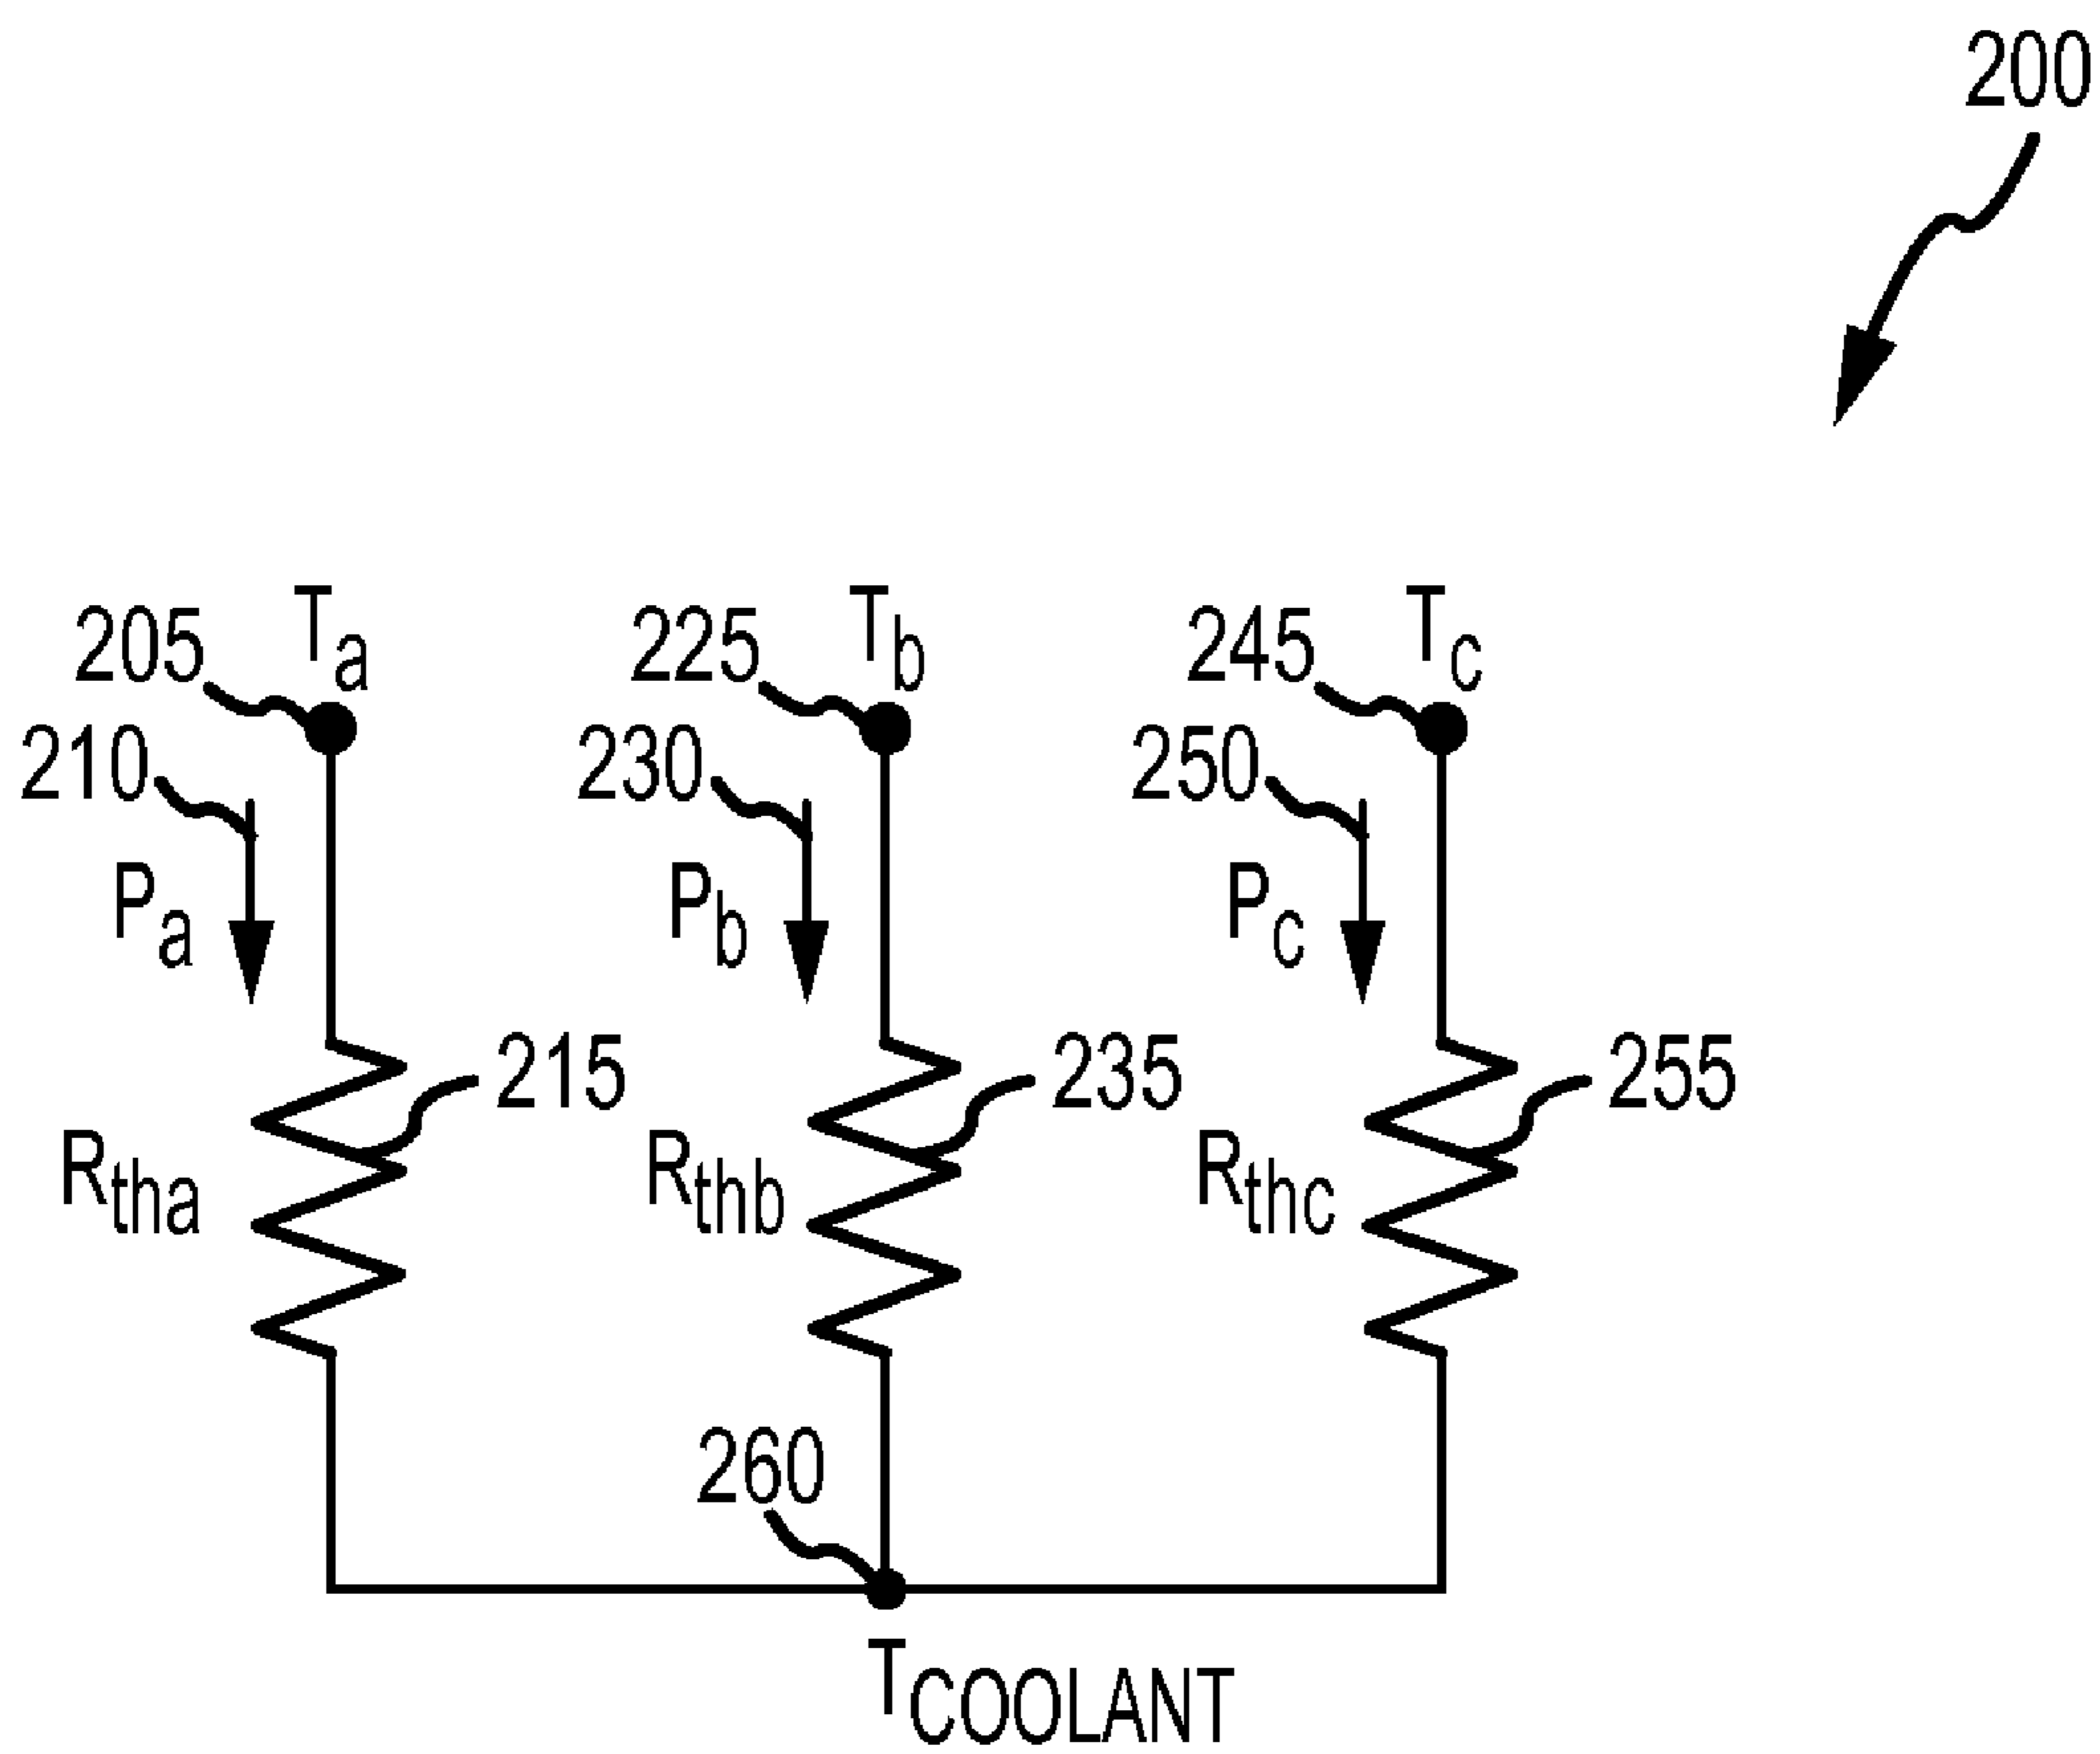 200
205 Ta 225 Tb 245 Tc
210 230 250
Pa Pb Pc
215 235 255
Rtha Rthb Rthc
260
TCOOLANT